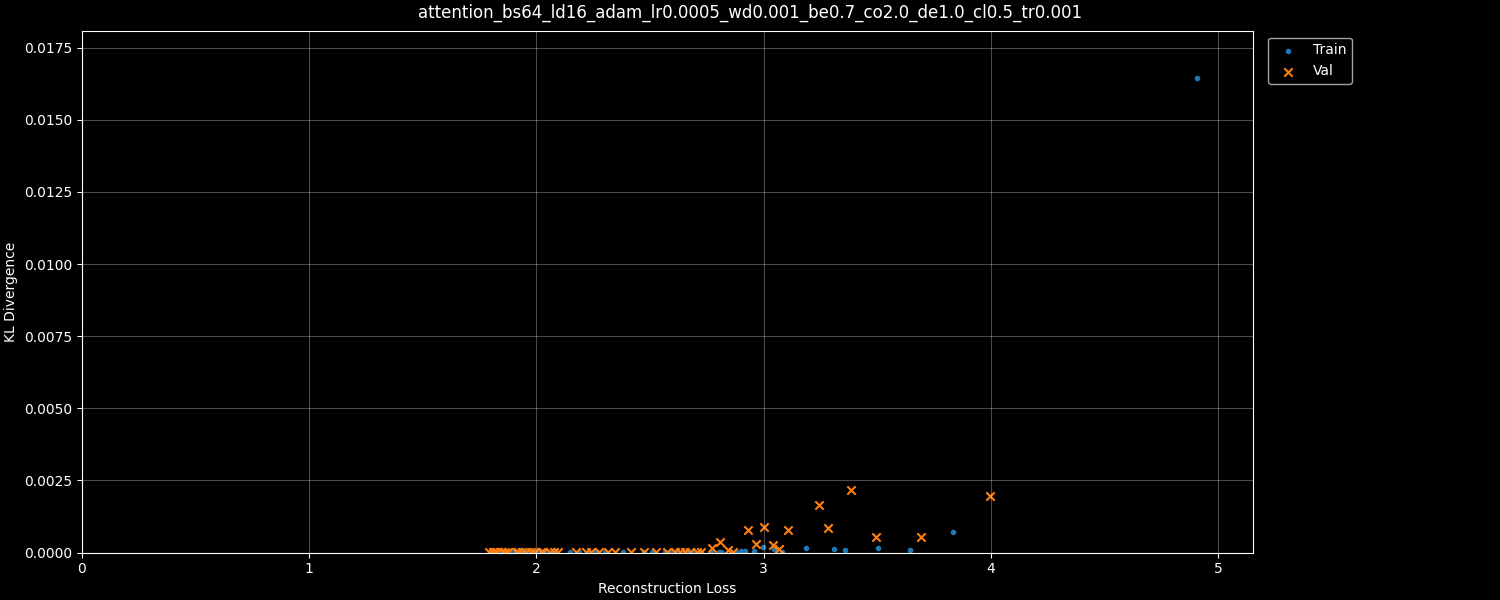 attention_bs64_ld16_adam_lr0.0005_wd0.001_be0.7_co2.0_de1.0_cl0.5_tr0.001
Train
Val
0.0175
0.0150
0.0125
0.0100
0.0075
0.0050
0.0025
0.0000
KL Divergence
0 1 2 3 4 5
Reconstruction Loss